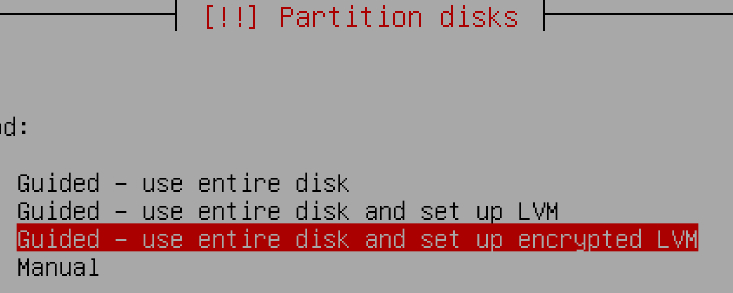 [!!] Partition disks
Guided - use entire disk
Guided - use entire disk and set up LVM
Guided - use entire disk and set up encrypted LVM
Manual